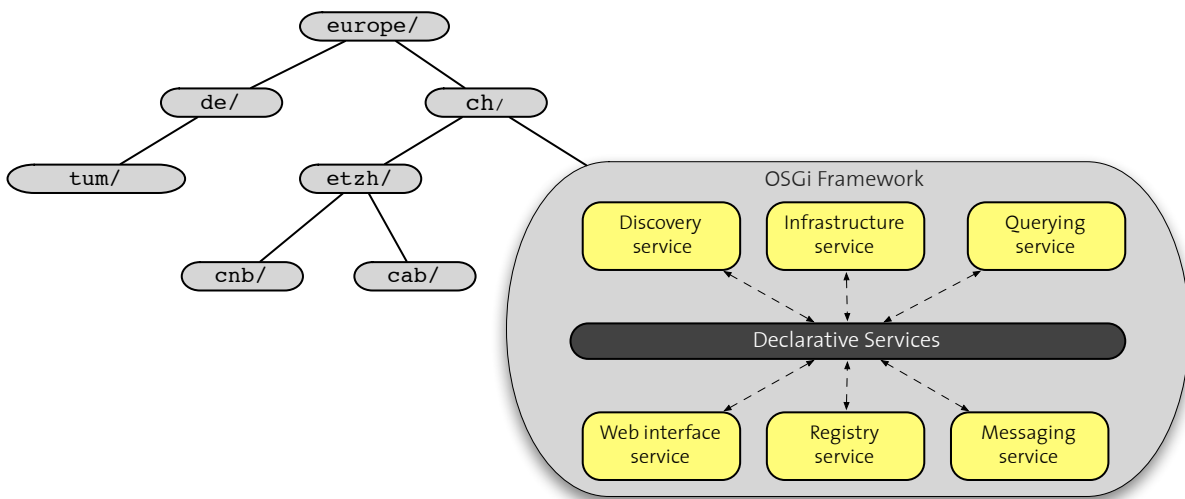 europe/
de/
ch/
tum/
etzh/
cnb/
cab/
OSGi Framework
Discovery
service
Infrastructure
service
Querying
service
Declarative Services
Web interface
service
Registry
service
Messaging
service